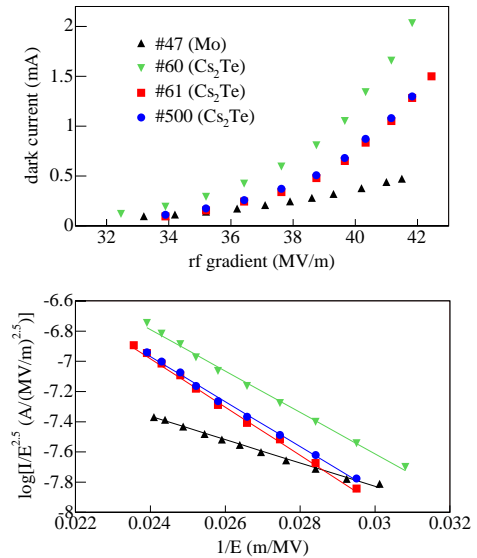 2
1.5
1
0.5
0
dark current (mA)
#47 (Mo)
#60 (Cs₂Te)
#61 (Cs₂Te)
#500 (Cs₂Te)
32 34 36 38 40 42
rf gradient (MV/m)
-6.6
-6.8
-7
-7.2
-7.4
-7.6
-7.8
-8
log[I/E^2.5 (A/(MV/m)^2.5)]
0.022 0.024 0.026 0.028 0.03 0.032
1/E (m/MV)